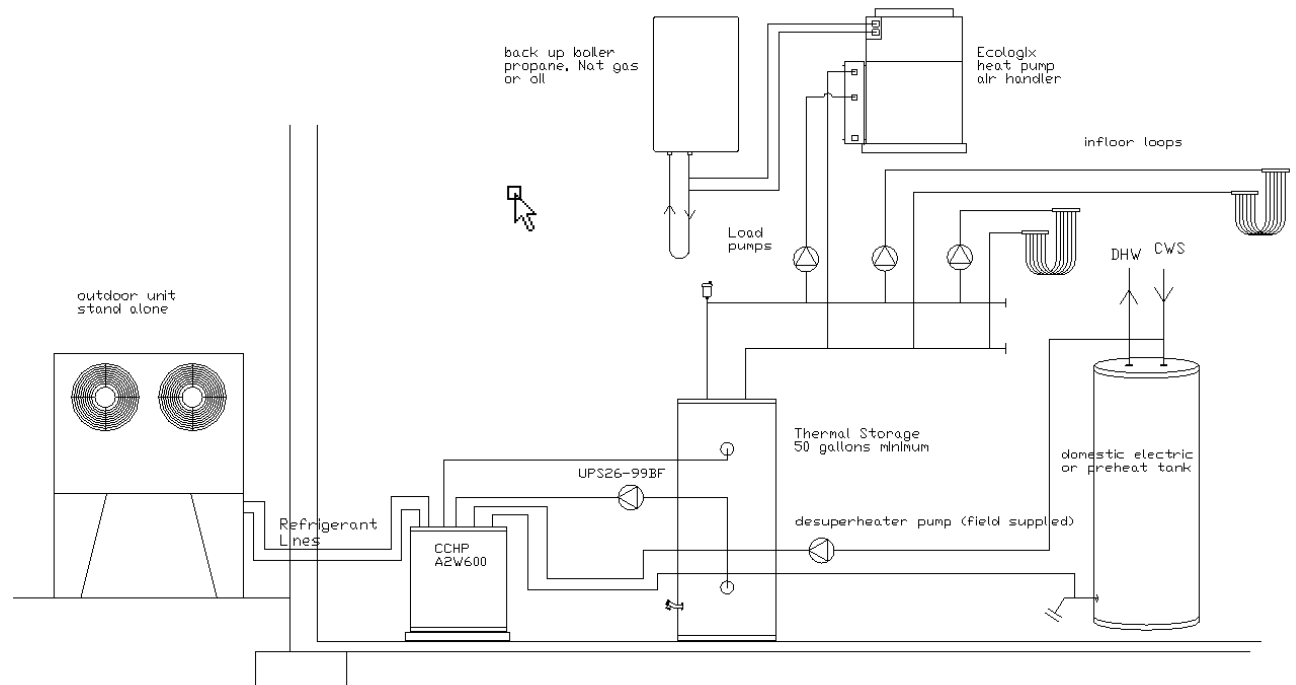 back up boiler
propane, Nat gas
or oil
Ecologix
heat pump
air handler
infloor loops
Load
pumps
DHW
CWS
outdoor unit
stand alone
Thermal Storage
50 gallons minimum
domestic electric
or preheat tank
UPS26-99BF
Refrigerant
Lines
desuperheater pump (field supplied)
CCHP
A2W600